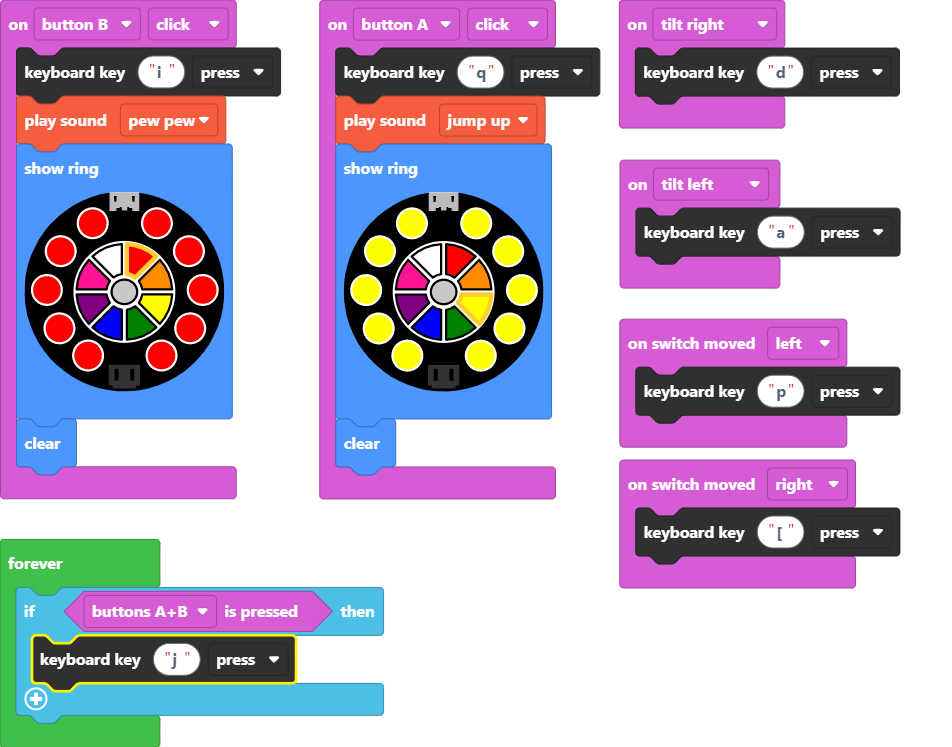 on button B click
keyboard key "i" press
play sound pew pew
show ring
clear
on button A click
keyboard key "q" press
play sound jump up
show ring
clear
on tilt right
keyboard key "d" press
on tilt left
keyboard key "a" press
on switch moved left
keyboard key "p" press
on switch moved right
keyboard key "[" press
forever
if buttons A+B is pressed then
keyboard key "j" press